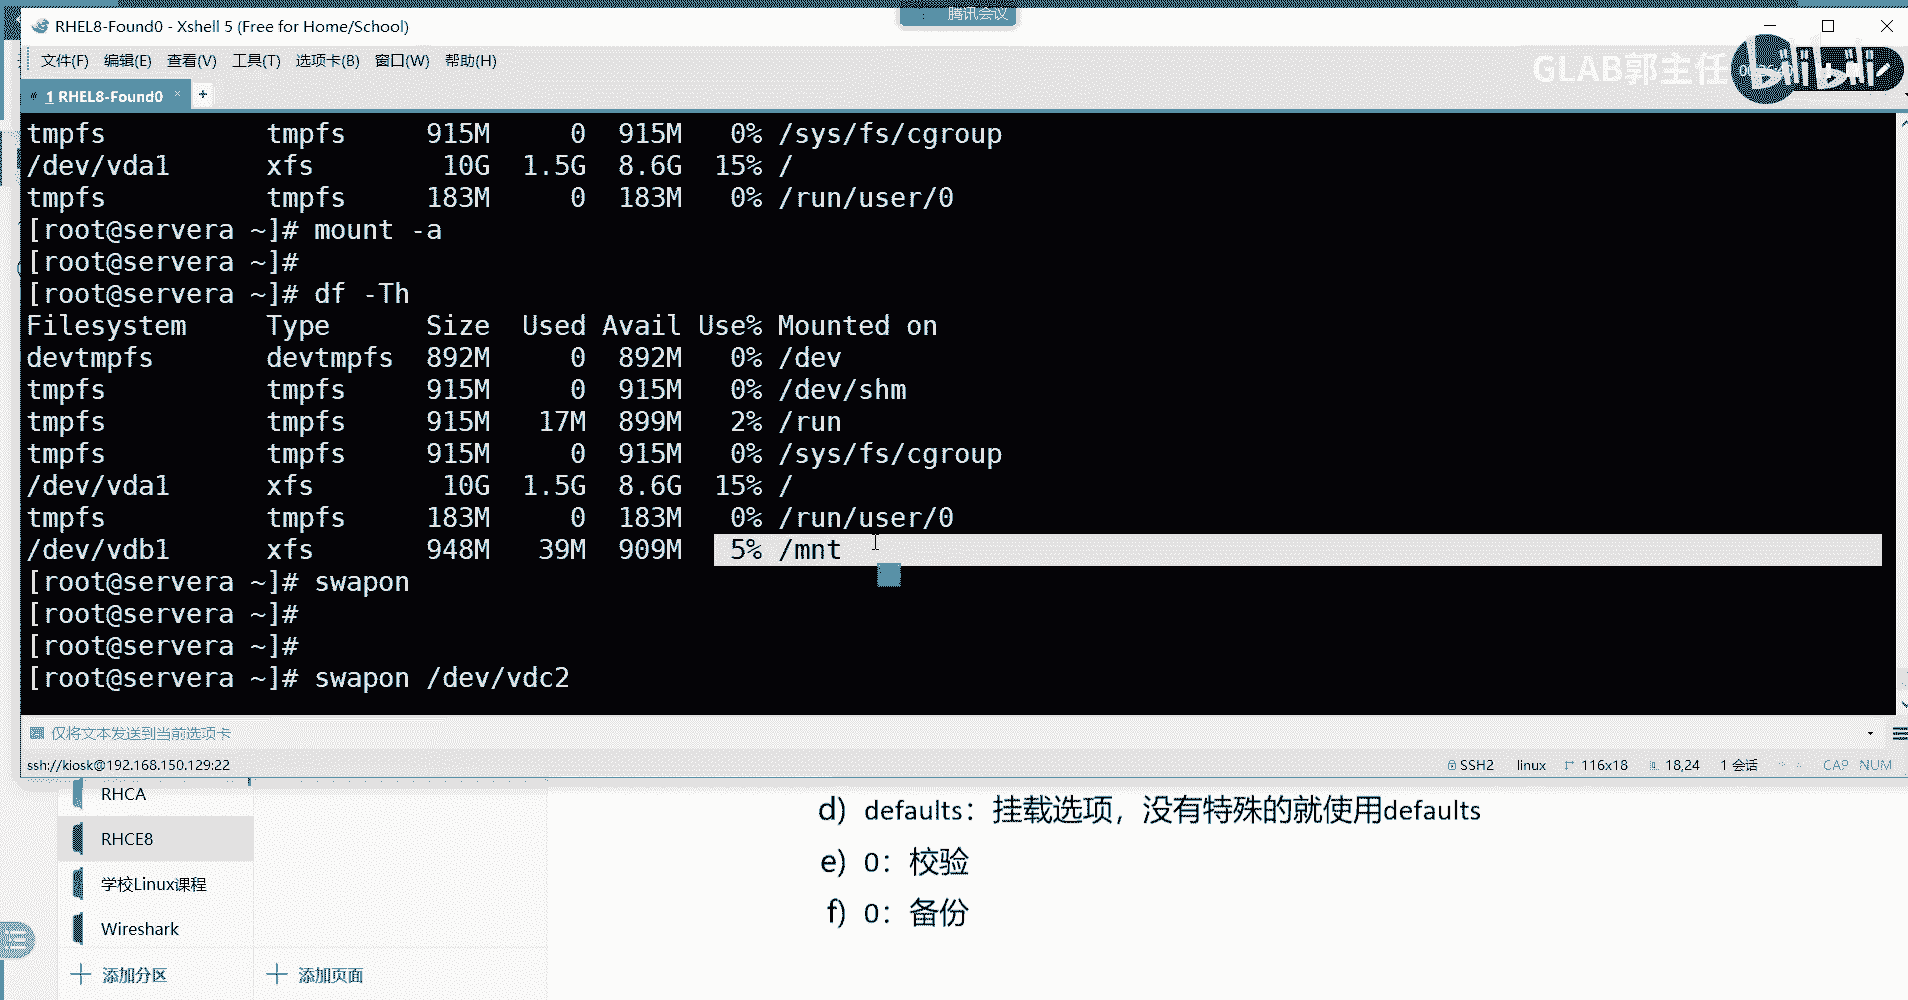 腾讯会议
RHEL8-Found0 - Xshell 5 (Free for Home/School)
文件(F) 编辑(E) 查看(V) 工具(T) 选项卡(B) 窗口(W) 帮助(H)
GLAB郭主任
bilibili
1 RHEL8-Found0 × +
tmpfs tmpfs 915M 0 915M 0% /sys/fs/cgroup
/dev/vda1 xfs 10G 1.5G 8.6G 15% /
tmpfs tmpfs 183M 0 183M 0% /run/user/0
[root@servera ~]# mount -a
[root@servera ~]#
[root@servera ~]# df -Th
Filesystem Type Size Used Avail Use% Mounted on
devtmpfs devtmpfs 892M 0 892M 0% /dev
tmpfs tmpfs 915M 0 915M 0% /dev/shm
tmpfs tmpfs 915M 17M 899M 2% /run
tmpfs tmpfs 915M 0 915M 0% /sys/fs/cgroup
/dev/vda1 xfs 10G 1.5G 8.6G 15% /
tmpfs tmpfs 183M 0 183M 0% /run/user/0
/dev/vdb1 xfs 948M 39M 909M 5% /mnt
[root@servera ~]# swapon
[root@servera ~]#
[root@servera ~]#
[root@servera ~]# swapon /dev/vdc2
仅将文本发送到当前选项卡
ssh://kiosk@192.168.150.129:22 SSH2 linux 116x18 18,24 1 会话 CAP NUM
RHCA
RHCE8
学校Linux课程
Wireshark
添加分区 添加页面
d) defaults：挂载选项，没有特殊的就使用defaults
e) 0：校验
f) 0：备份